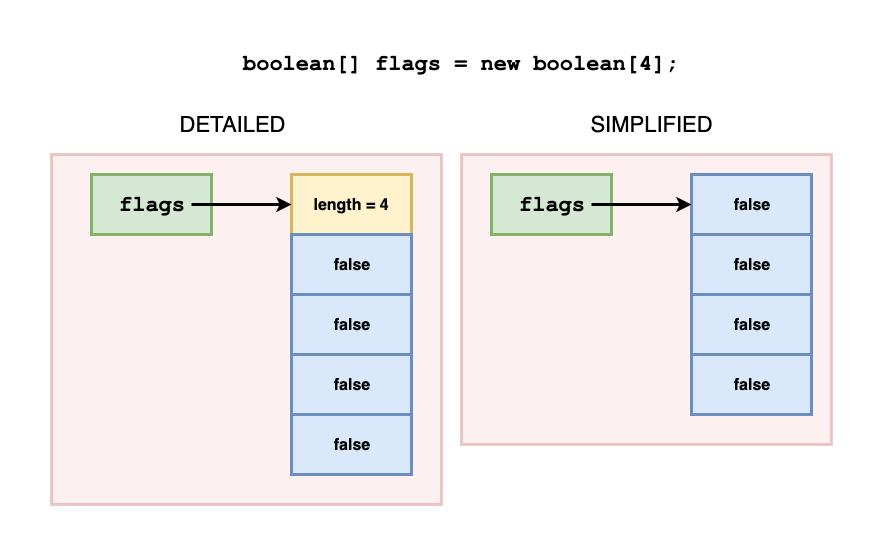 boolean[] flags = new boolean[4];
DETAILED
SIMPLIFIED
flags
length = 4
false
false
false
false
flags
false
false
false
false